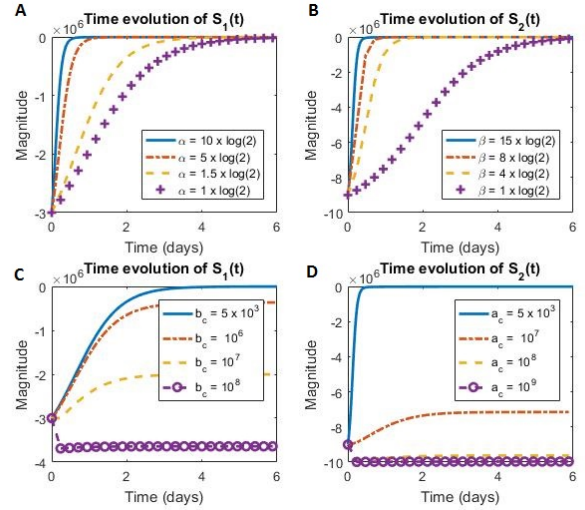 A
Time evolution of S1(t)
× 10^6
Magnitude
0
-1
-2
-3
α = 10 x log(2)
α = 5 x log(2)
α = 1.5 x log(2)
α = 1 x log(2)
0 2 4 6
Time (days)
B
Time evolution of S2(t)
× 10^6
Magnitude
0
-2
-4
-6
-8
-10
β = 15 x log(2)
β = 8 x log(2)
β = 4 x log(2)
β = 1 x log(2)
0 2 4 6
Time (days)
C
Time evolution of S1(t)
× 10^6
Magnitude
0
-1
-2
-3
-4
bc = 5 x 10^3
bc = 10^6
bc = 10^7
bc = 10^8
0 2 4 6
Time (days)
D
Time evolution of S2(t)
× 10^6
Magnitude
0
-2
-4
-6
-8
-10
ac = 5 x 10^3
ac = 10^7
ac = 10^8
ac = 10^9
0 2 4 6
Time (days)